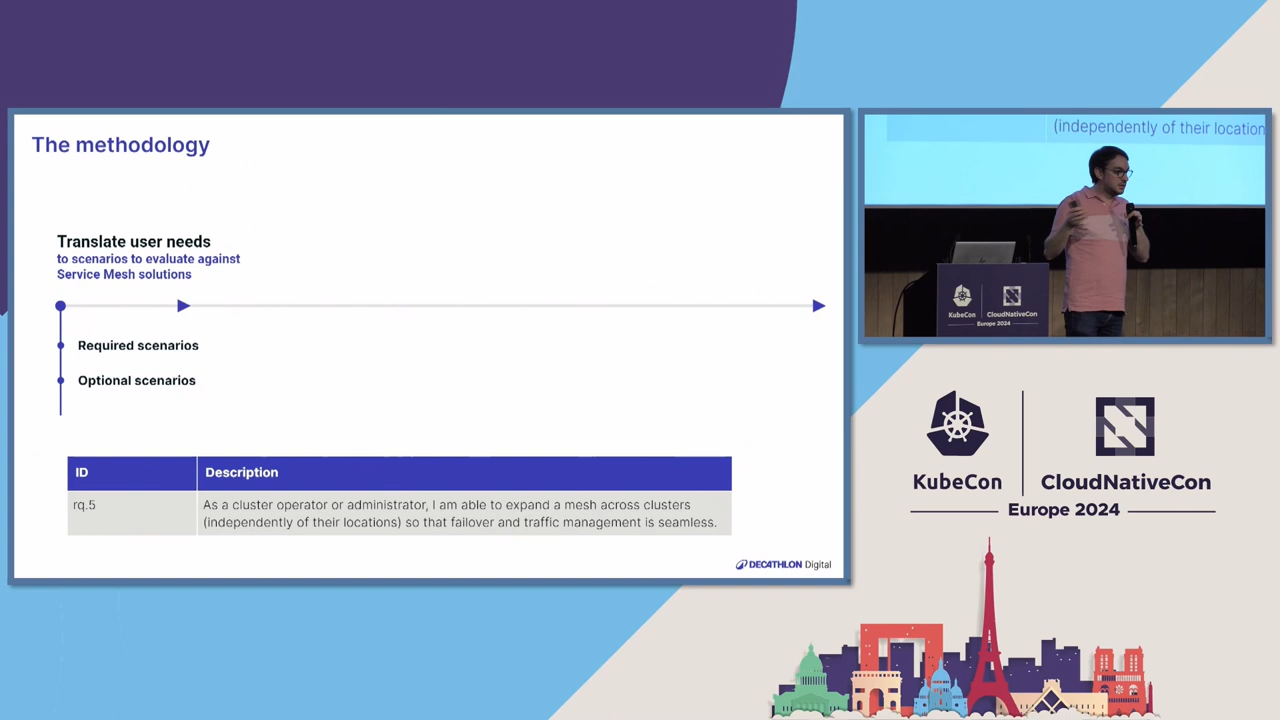 The methodology
Translate user needs
to scenarios to evaluate against
Service Mesh solutions
Required scenarios
Optional scenarios
ID Description
rq.5 As a cluster operator or administrator, I am able to expand a mesh across clusters
(independently of their locations) so that failover and traffic management is seamless.
DECATHLON Digital
(independently of their location
KubeCon CloudNativeCon
Europe 2024
KubeCon CloudNativeCon
Europe 2024